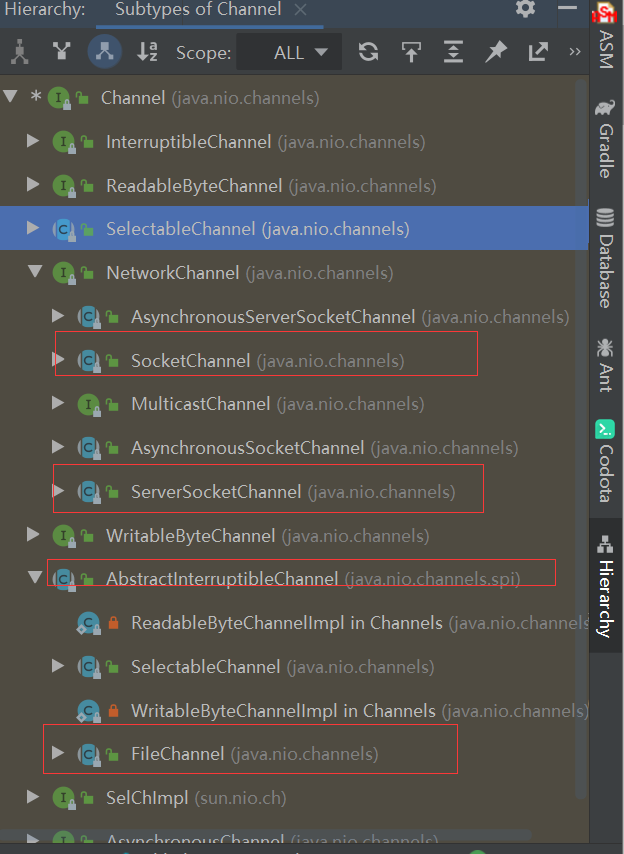 Hierarchy: Subtypes of Channel
Scope: ALL
* Channel (java.nio.channels)
InterruptibleChannel (java.nio.channels)
ReadableByteChannel (java.nio.channels)
SelectableChannel (java.nio.channels)
NetworkChannel (java.nio.channels)
AsynchronousServerSocketChannel (java.nio.channels)
SocketChannel (java.nio.channels)
MulticastChannel (java.nio.channels)
AsynchronousSocketChannel (java.nio.channels)
ServerSocketChannel (java.nio.channels)
WritableByteChannel (java.nio.channels)
AbstractInterruptibleChannel (java.nio.channels.spi)
ReadableByteChannelImpl in Channels (java.nio.channels
SelectableChannel (java.nio.channels)
WritableByteChannelImpl in Channels (java.nio.channels
FileChannel (java.nio.channels)
SelChImpl (sun.nio.ch)
AsynchronousChannel (java.nio.channels)
ASM
Gradle
Database
Ant
Codota
Hierarchy